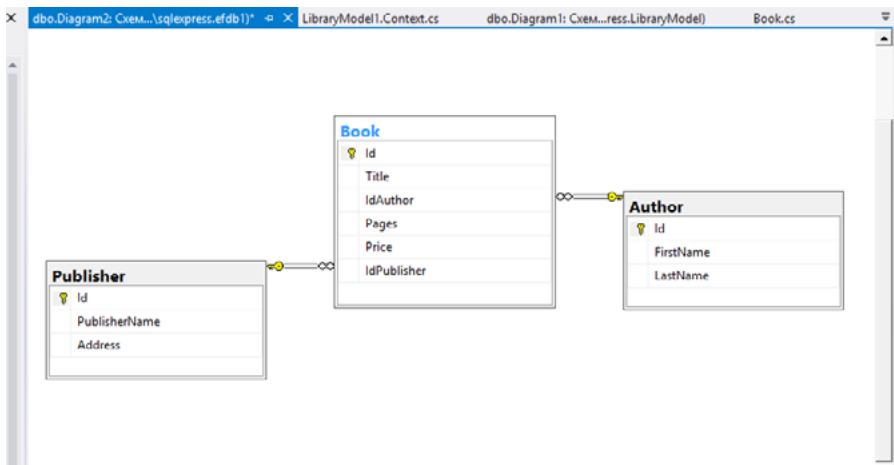 dbo.Diagram2: Схем...\sqlexpress.efdb1)* LibraryModel1.Context.cs dbo.Diagram1: Схем...ress.LibraryModel) Book.cs
Book
Id
Title
IdAuthor
Pages
Price
IdPublisher
Author
Id
FirstName
LastName
Publisher
Id
PublisherName
Address